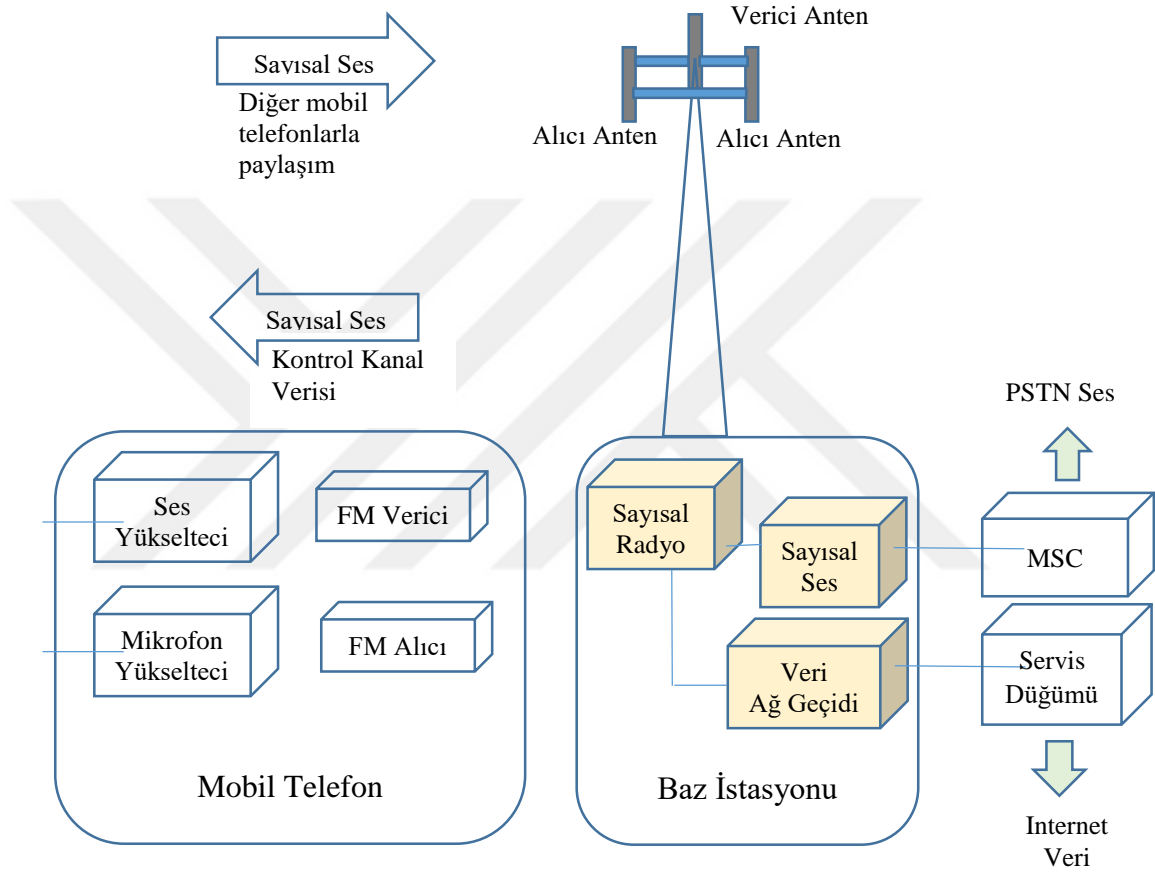 Verici Anten
Sayısal Ses
Diğer mobil
telefonlarla
paylaşım
Alıcı Anten
Alıcı Anten
Sayısal Ses
Kontrol Kanal
Verisi
PSTN Ses
Ses
Yükselteci
FM Verici
Sayısal
Radyo
Sayısal
Ses
MSC
Mikrofon
Yükselteci
FM Alıcı
Veri
Ağ Geçidi
Servis
Düğümü
Mobil Telefon
Baz İstasyonu
Internet
Veri